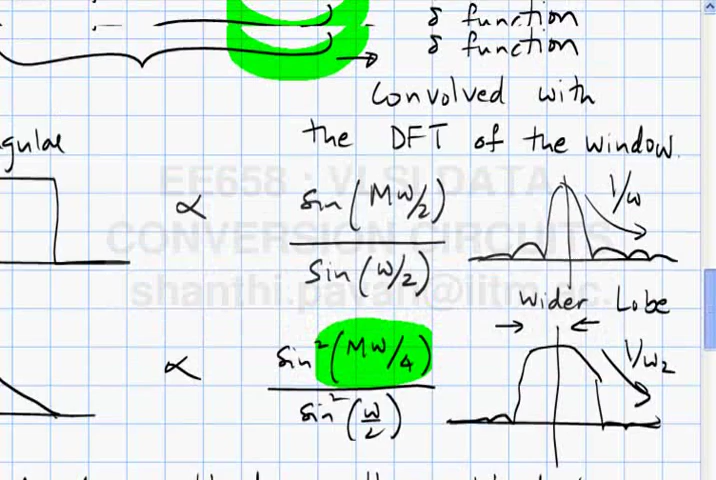 δ function
δ function
Convolved with
the DFT of the window.
gular
EE658 : VLSI DATA
CONVERSION CIRCUITS
shanthi.pavan@iitm.ac.
∝ sin(Mω/2) 1/ω
sin(ω/2)
Wider Lobe
∝ sin²(Mω/4) 1/ω2
sin²(ω/2)